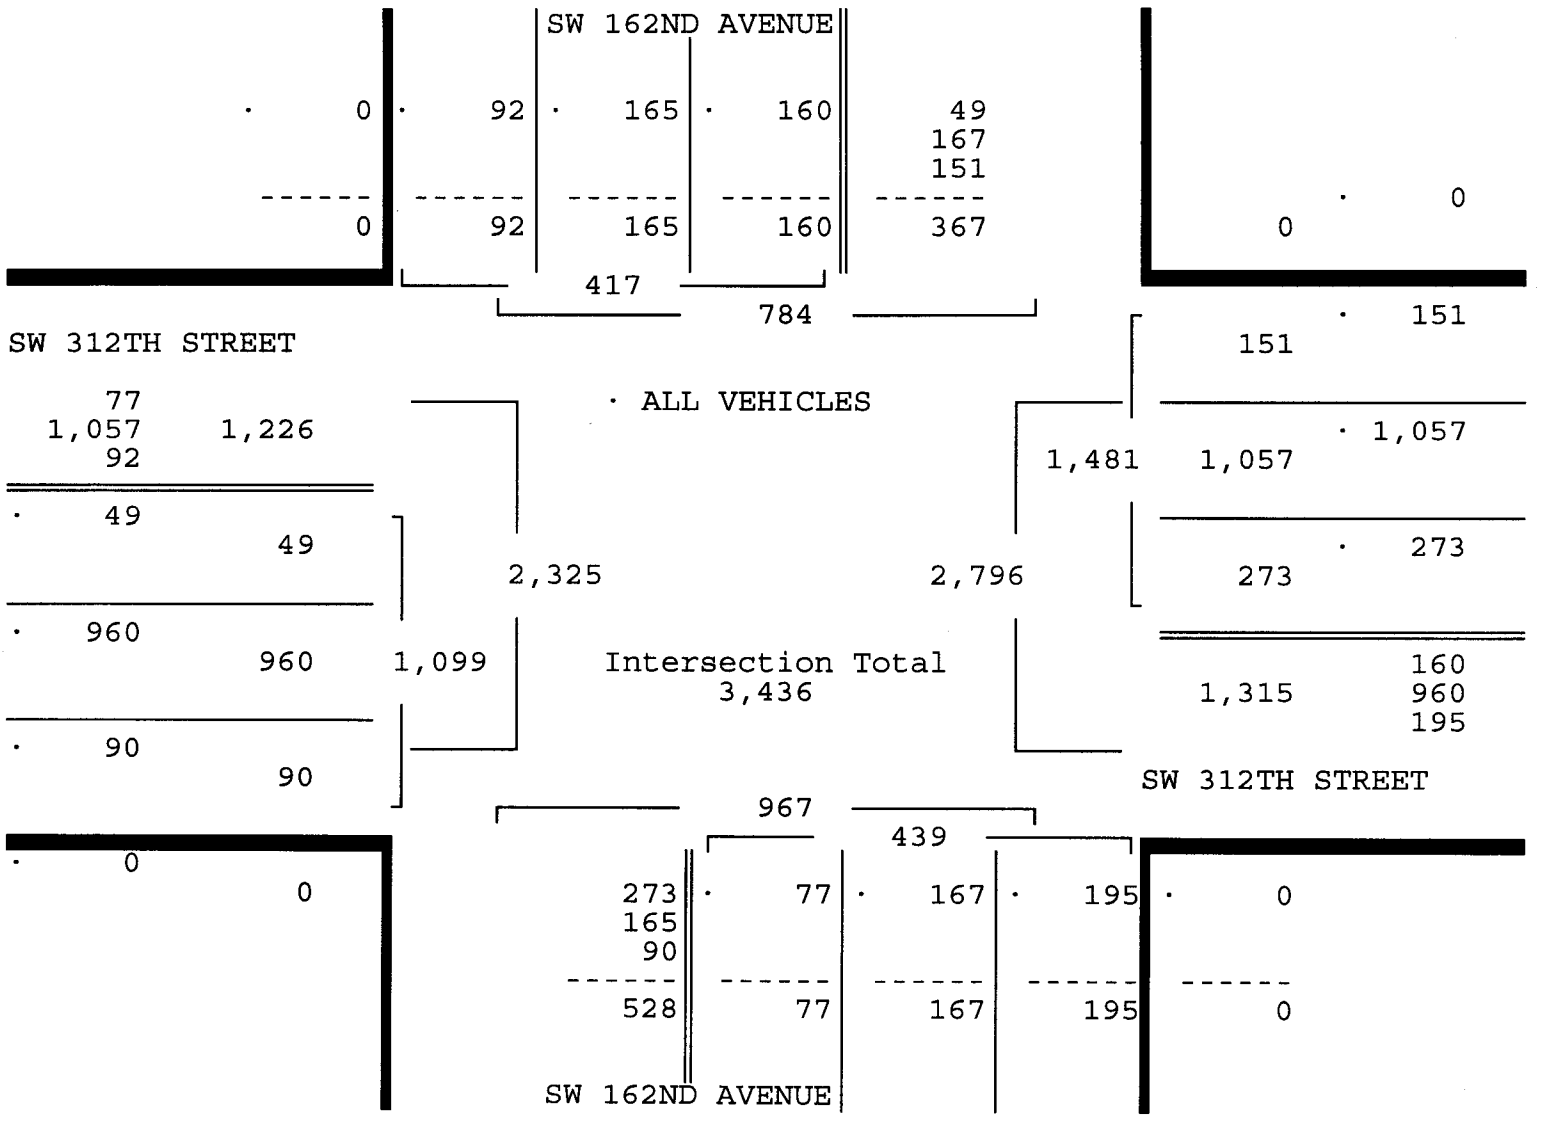 SW 162ND AVENUE
· 0 · 92 · 165 · 160 49
167
151
------ ------ ------ ------ ------
· 0
0 92 165 160 367 0
417
784
· 151
SW 312TH STREET
151
77
· ALL VEHICLES
1,057 1,226
· 1,057
92
1,481 1,057
· 49
49
· 273
2,325
2,796
273
· 960
960 1,099
Intersection Total
160
3,436
1,315 960
195
· 90
90
SW 312TH STREET
967
439
· 0
0
273 · 77 · 167 · 195 · 0
165
90
------ ------ ------ ------ ------
528 77 167 195 0
SW 162ND AVENUE